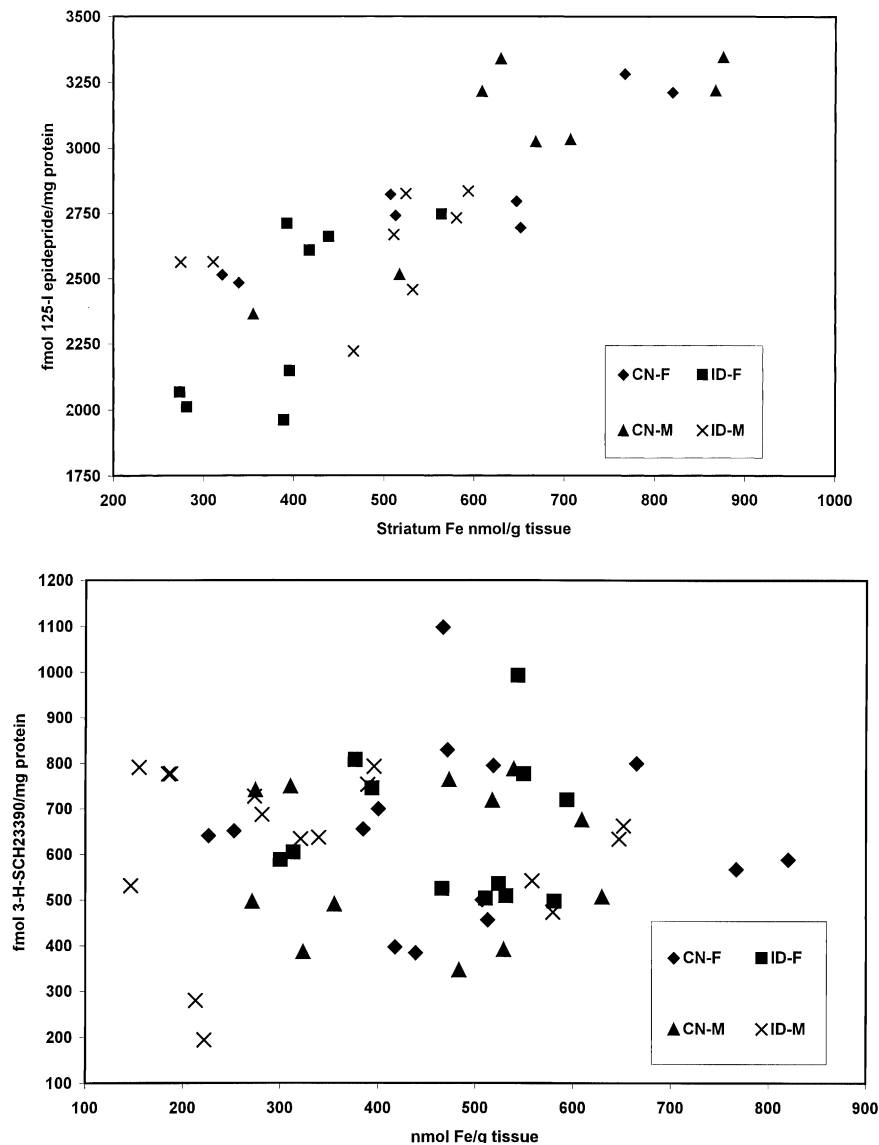 3500
3250
3000
2750
2500
2250
2000
1750
fmol 125-I epidepride/mg protein
200 300 400 500 600 700 800 900 1000
Striatum Fe nmol/g tissue
CN-F ID-F
CN-M ID-M
1200
1100
1000
900
800
700
600
500
400
300
200
100
fmol 3-H-SCH23390/mg protein
100 200 300 400 500 600 700 800 900
nmol Fe/g tissue
CN-F ID-F
CN-M ID-M